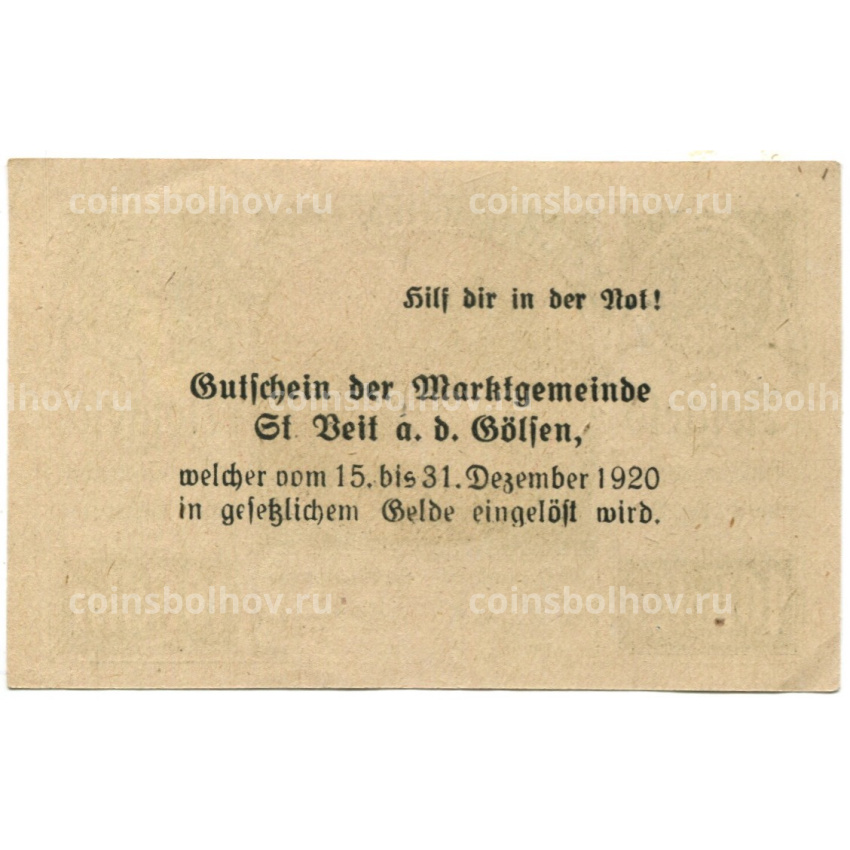 coinsbolhov.ru coinsbolhov.ru
Hilf dir in der Not!
Gutschein der Marktgemeinde
lhov.ru coinsbolhov.ru coinsbolh
St. Veit a. d. Gölsen,
welcher vom 15. bis 31. Dezember 1920
in gesetzlichem Gelde eingelöst wird.
coinsbolhov.ru coinsbolhov.ru